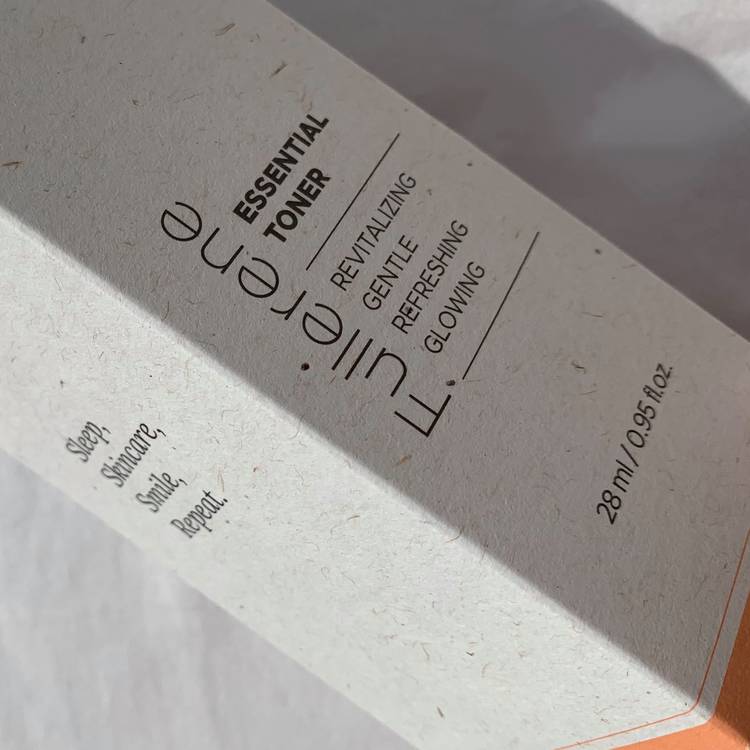 Fullerene
ESSENTIAL
TONER
REVITALIZING
GENTLE
REFRESHING
GLOWING
28 ml / 0.95 fl.oz.
Sleep,
Skincare,
Smile,
Repeat.